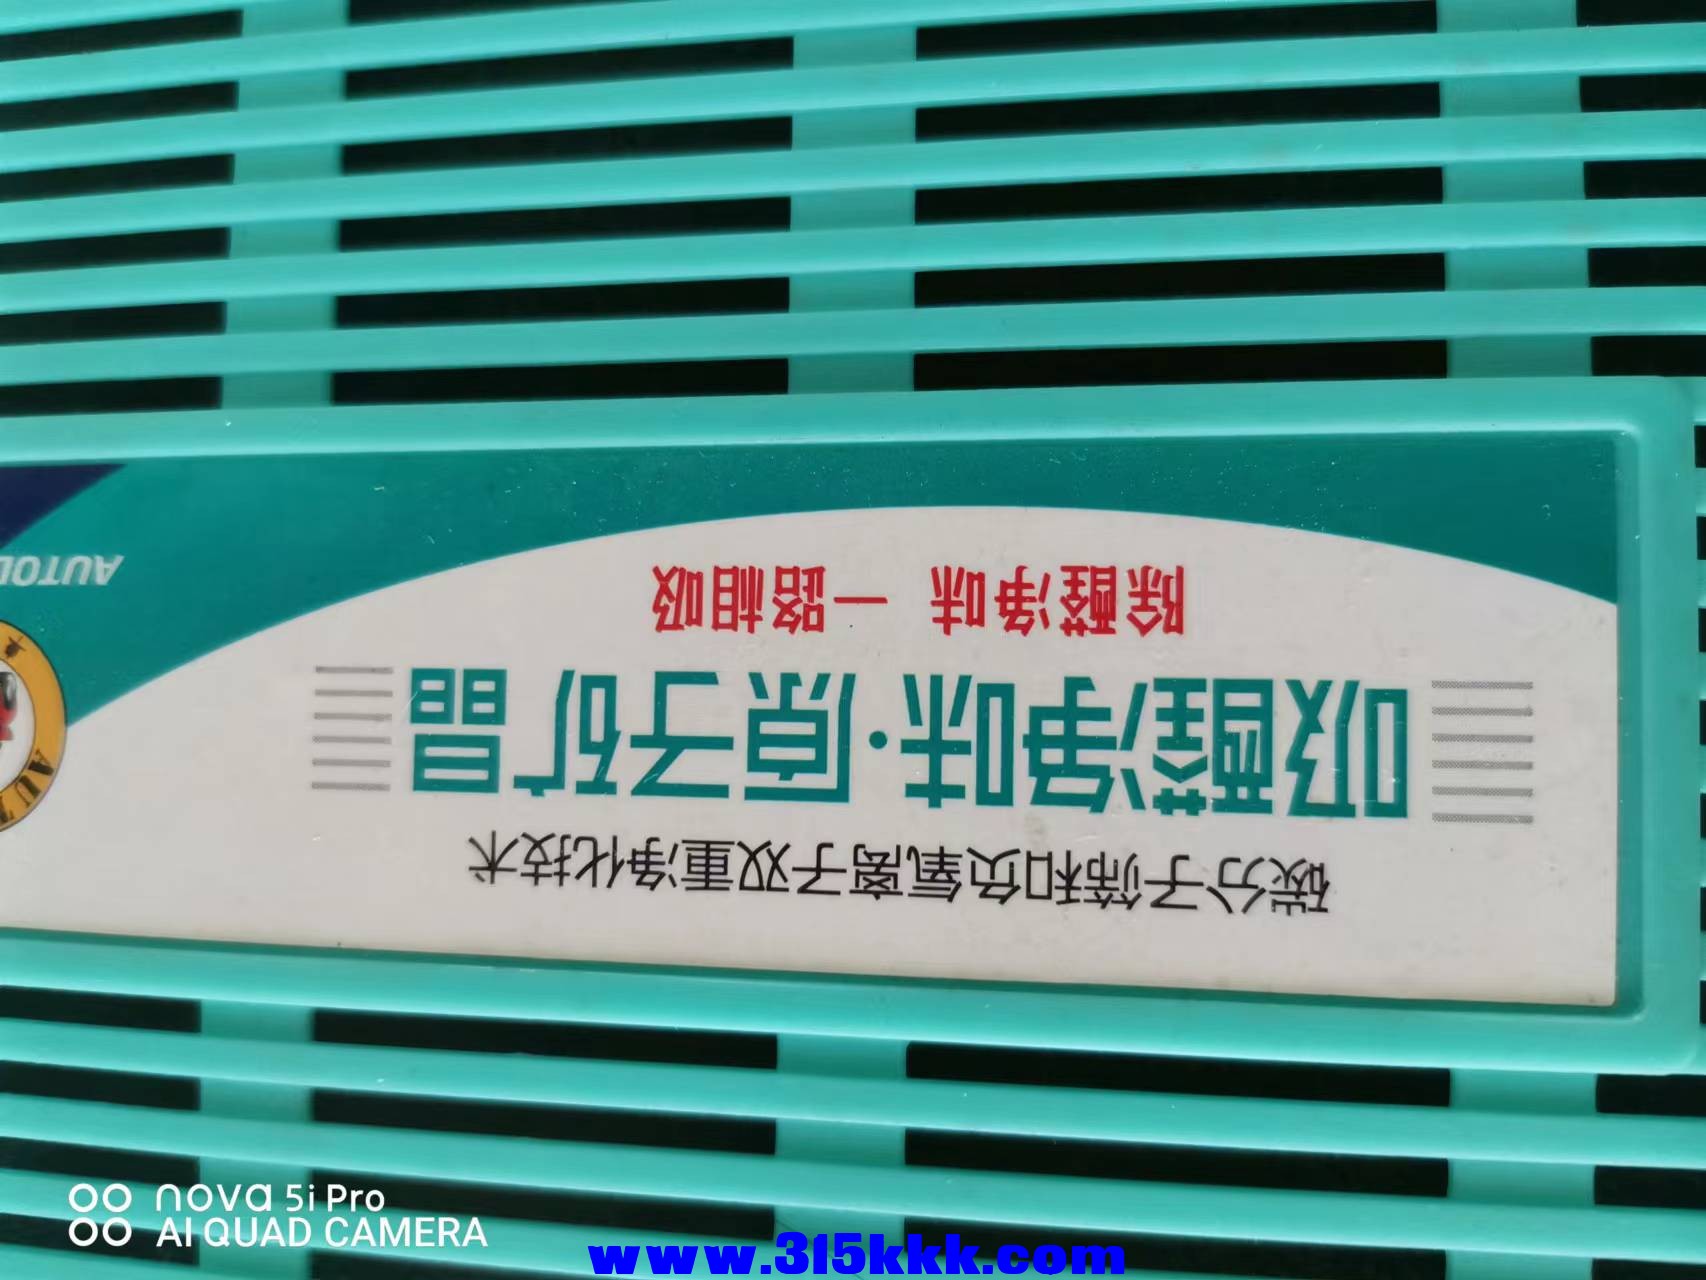 碳分子筛和负氧离子双重净化技术
吸醛净味·原子矿晶
除醛净味 一路相吸
AUTO
nova 5i Pro
AI QUAD CAMERA
www.315kkk.com